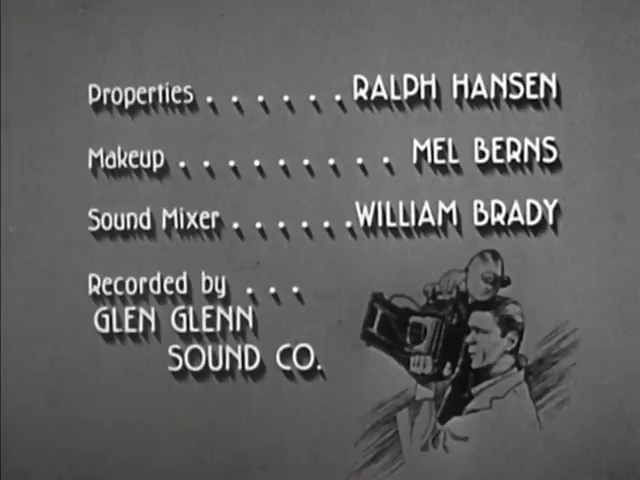 Properties . . . . . . RALPH HANSEN
Makeup . . . . . . . . . MEL BERNS
Sound Mixer . . . . . . WILLIAM BRADY
Recorded by . . .
GLEN GLENN
SOUND CO.